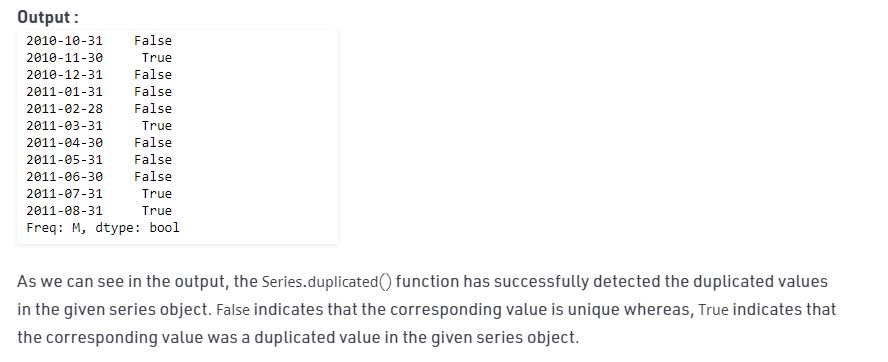 Output :
2010-10-31    False
2010-11-30     True
2010-12-31    False
2011-01-31    False
2011-02-28    False
2011-03-31     True
2011-04-30    False
2011-05-31    False
2011-06-30    False
2011-07-31     True
2011-08-31     True
Freq: M, dtype: bool
As we can see in the output, the Series.duplicated() function has successfully detected the duplicated values
in the given series object. False indicates that the corresponding value is unique whereas, True indicates that
the corresponding value was a duplicated value in the given series object.